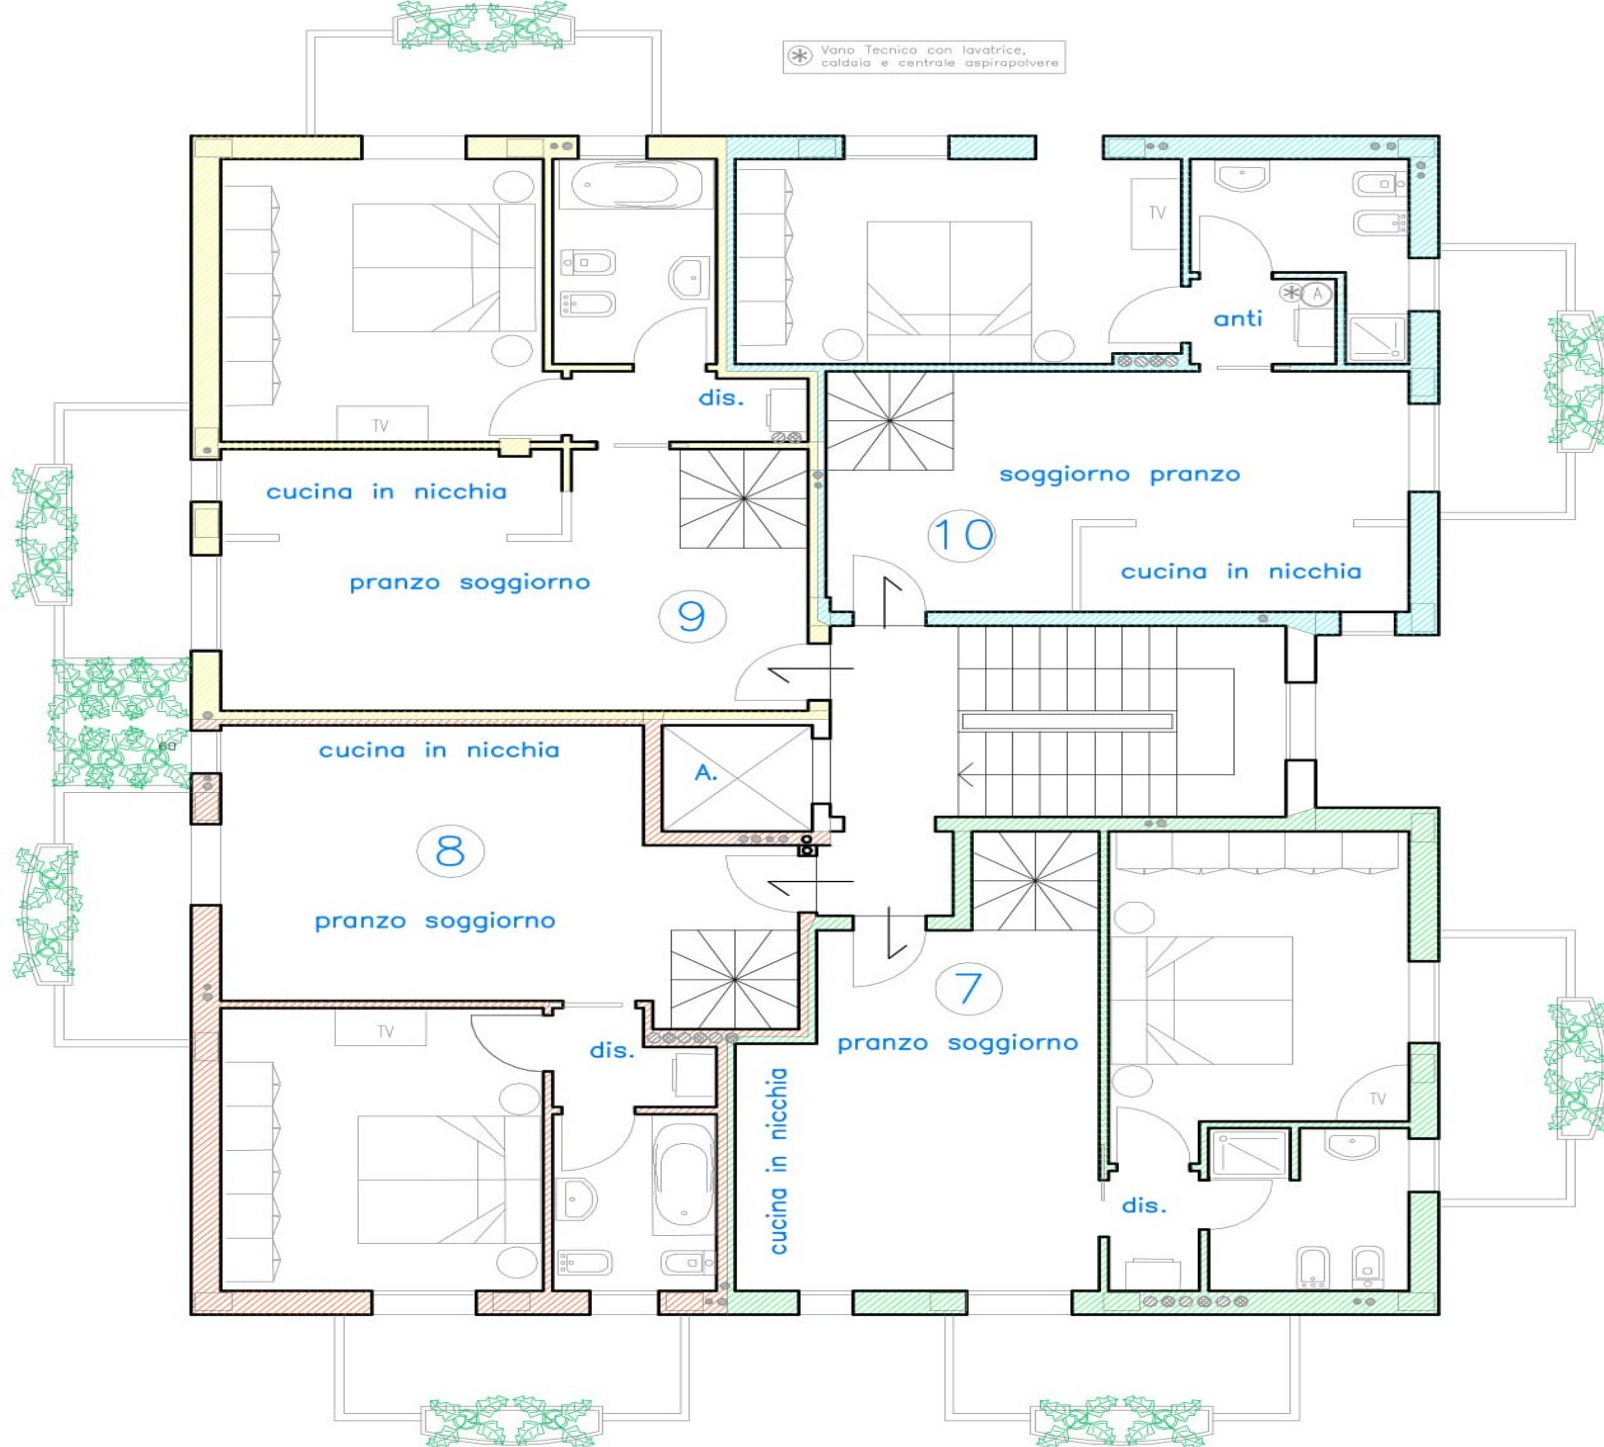 Vano Tecnico con lavatrice,
caldaia e centrale aspirapolvere
TV
anti
A
dis.
TV
soggiorno pranzo
cucina in nicchia
10
cucina in nicchia
pranzo soggiorno
9
60
cucina in nicchia
A.
8
pranzo soggiorno
7
TV
dis.
pranzo soggiorno
cucina in nicchia
TV
dis.